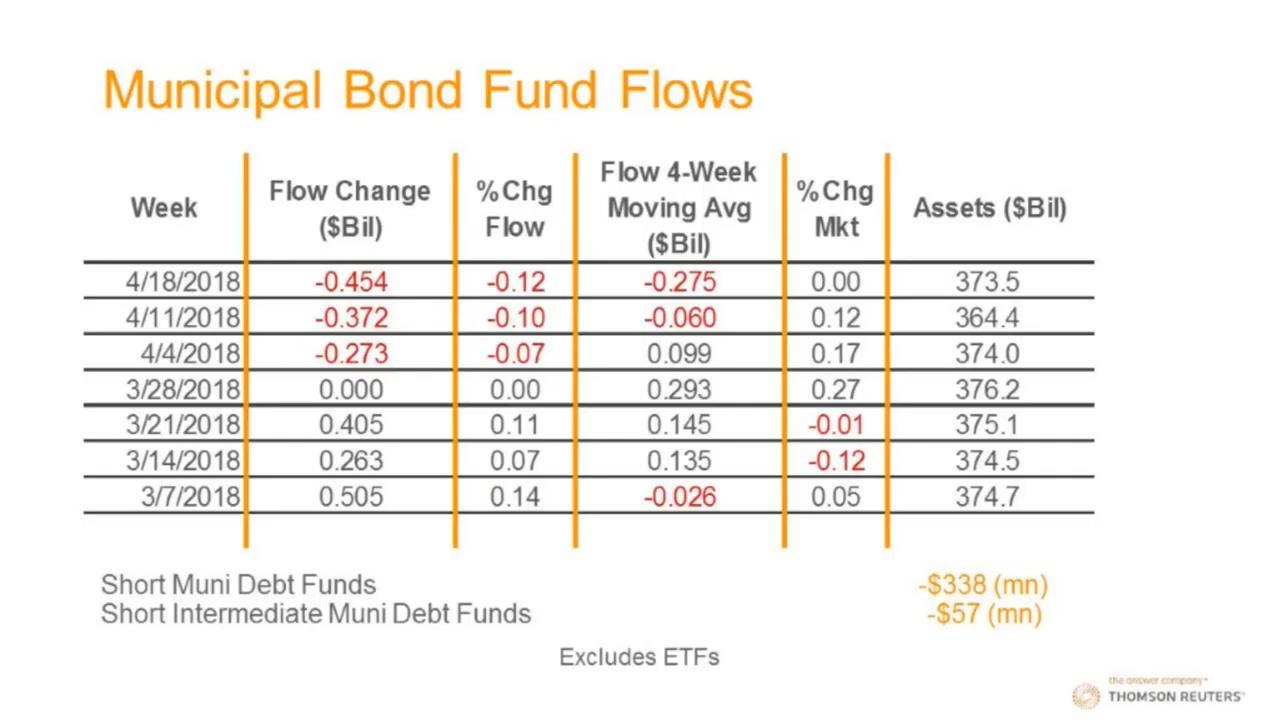 Municipal Bond Fund Flows
Week Flow Change ($Bil) %Chg Flow Flow 4-Week Moving Avg ($Bil) %Chg Mkt Assets ($Bil)
4/18/2018 -0.454 -0.12 -0.275 0.00 373.5
4/11/2018 -0.372 -0.10 -0.060 0.12 364.4
4/4/2018 -0.273 -0.07 0.099 0.17 374.0
3/28/2018 0.000 0.00 0.293 0.27 376.2
3/21/2018 0.405 0.11 0.145 -0.01 375.1
3/14/2018 0.263 0.07 0.135 -0.12 374.5
3/7/2018 0.505 0.14 -0.026 0.05 374.7
Short Muni Debt Funds -$338 (mn)
Short Intermediate Muni Debt Funds -$57 (mn)
Excludes ETFs
the answer company™
THOMSON REUTERS®